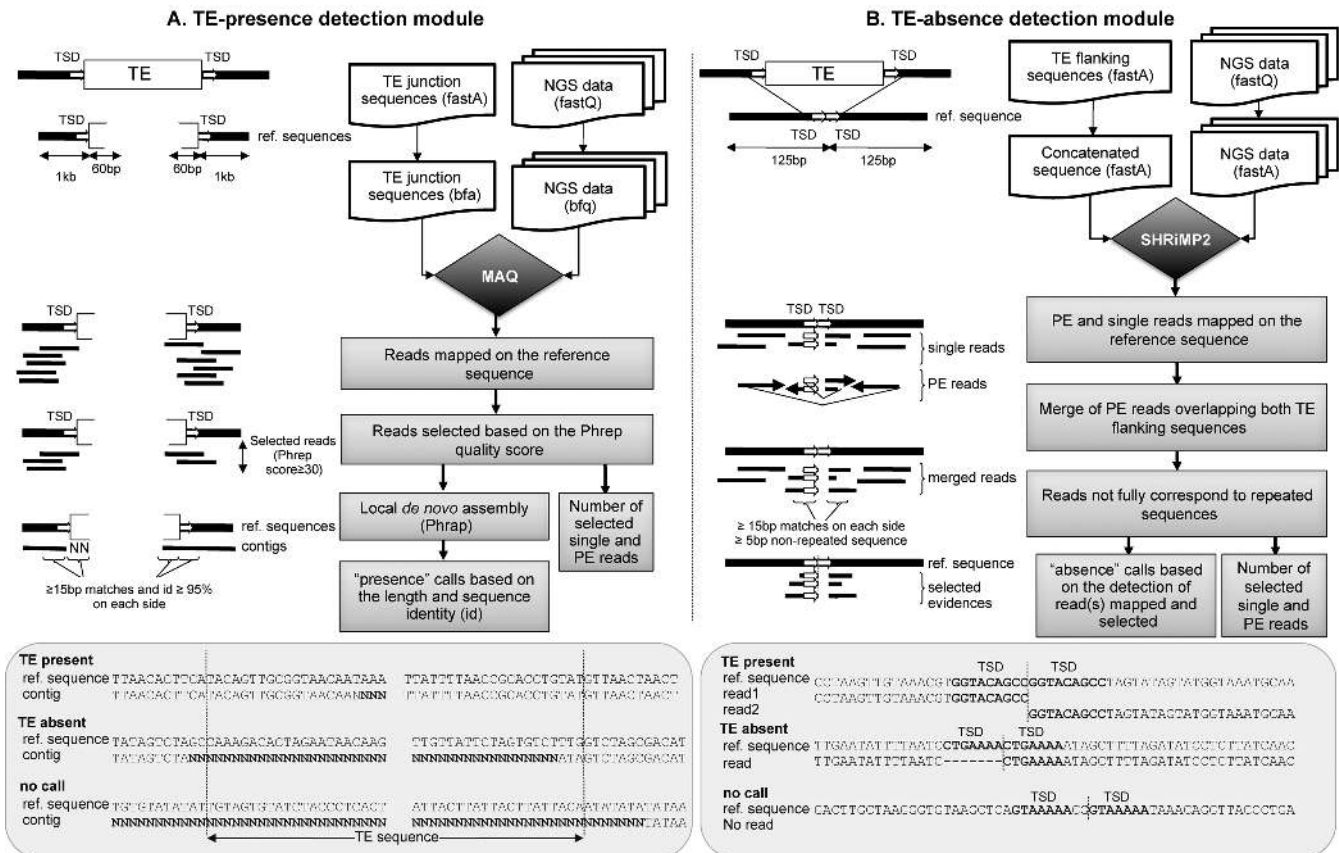 A. TE-presence detection module
TSD TSD
TE
TSD TSD
ref. sequences
60bp 60bp
1kb 1kb
TE junction sequences (fastA)
NGS data (fastQ)
TE junction sequences (bfa)
NGS data (bfq)
MAQ
TSD TSD
Reads mapped on the reference sequence
TSD TSD
Selected reads (Phrep score≥30)
Reads selected based on the Phrep quality score
Local de novo assembly (Phrap)
Number of selected single and PE reads
ref. sequences
NN contigs
≥15bp matches and id ≥ 95% on each side
"presence" calls based on the length and sequence identity (id)
TE present
ref. sequence
contig
TE absent
ref. sequence
contig
no call
ref. sequence
contig
TE sequence
B. TE-absence detection module
TSD TSD
TE
ref. sequence
TSD TSD
125bp 125bp
TE flanking sequences (fastA)
NGS data (fastQ)
Concatenated sequence (fastA)
NGS data (fastA)
SHRiMP2
TSD TSD
single reads
PE reads
PE and single reads mapped on the reference sequence
Merge of PE reads overlapping both TE flanking sequences
merged reads
Reads not fully correspond to repeated sequences
≥ 15bp matches on each side
≥ 5bp non-repeated sequence
ref. sequence
selected evidences
"absence" calls based on the detection of read(s) mapped and selected
Number of selected single and PE reads
TE present
TSD TSD
ref. sequence
read1
read2
GGTACAGCCTAGTATAGTATGGTAAATGCAA
TE absent
TSD TSD
ref. sequence
read
no call
TSD TSD
ref. sequence
No read